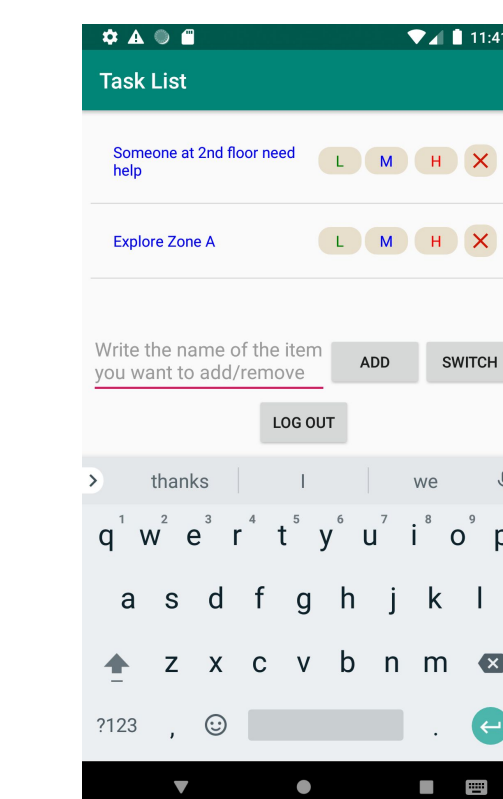 11:41
Task List
Someone at 2nd floor need
help
L M H
Explore Zone A
L M H
Write the name of the item
you want to add/remove
ADD SWITCH
LOG OUT
thanks I we
1 2 3 4 5 6 7 8 9
q w e r t y u i o p
a s d f g h j k l
z x c v b n m
?123 , .